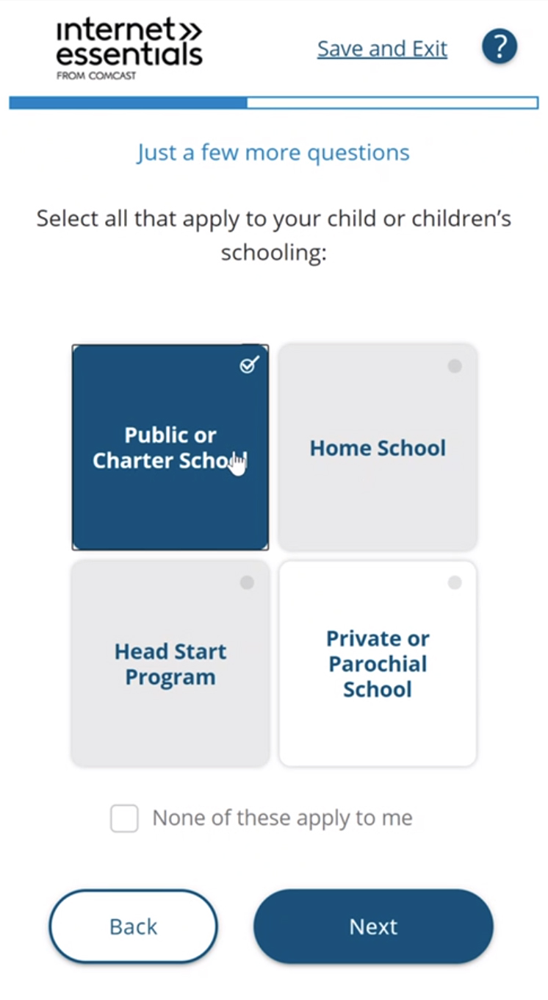 internet»
essentials
FROM COMCAST
Save and Exit
?
Just a few more questions
Select all that apply to your child or children’s
schooling:
Public or
Charter School
Home School
Head Start
Program
Private or
Parochial
School
None of these apply to me
Back
Next